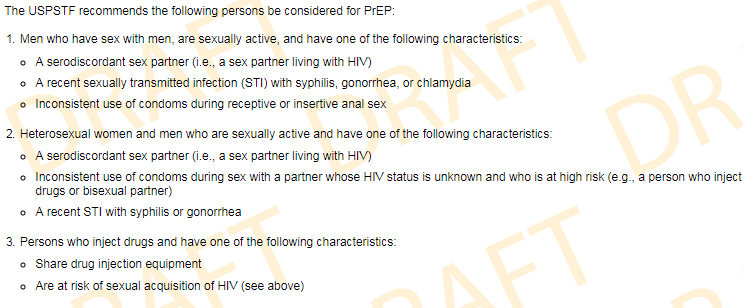 The USPSTF recommends the following persons be considered for PrEP:
1. Men who have sex with men, are sexually active, and have one of the following characteristics:
o A serodiscordant sex partner (i.e., a sex partner living with HIV)
o A recent sexually transmitted infection (STI) with syphilis, gonorrhea, or chlamydia
o Inconsistent use of condoms during receptive or insertive anal sex
2. Heterosexual women and men who are sexually active and have one of the following characteristics:
o A serodiscordant sex partner (i.e., a sex partner living with HIV)
o Inconsistent use of condoms during sex with a partner whose HIV status is unknown and who is at high risk (e.g., a person who inject
drugs or bisexual partner)
o A recent STI with syphilis or gonorrhea
3. Persons who inject drugs and have one of the following characteristics:
o Share drug injection equipment
o Are at risk of sexual acquisition of HIV (see above)
DRAFT
DRAFT
DR
AFT
AFT